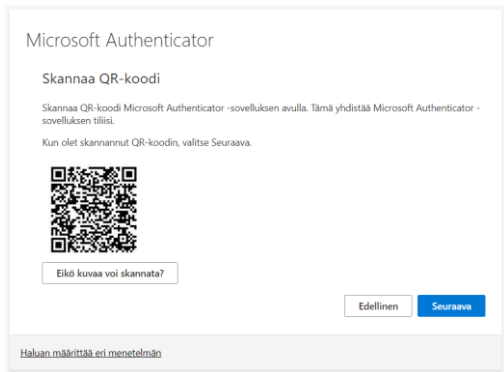 Microsoft Authenticator
Skannaa QR-koodi
Skannaa QR-koodi Microsoft Authenticator -sovelluksen avulla. Tämä yhdistää Microsoft Authenticator -
sovelluksen tiliisi.
Kun olet skannannut QR-koodin, valitse Seuraava.
Eikö kuvaa voi skannata?
Edellinen
Seuraava
Haluan määrittää eri menetelmän